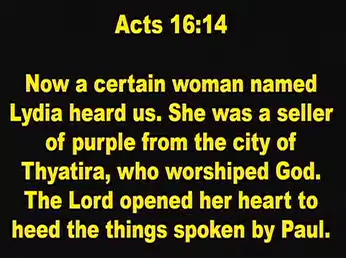 Acts 16:14
Now a certain woman named
Lydia heard us. She was a seller
of purple from the city of
Thyatira, who worshiped God.
The Lord opened her heart to
heed the things spoken by Paul.